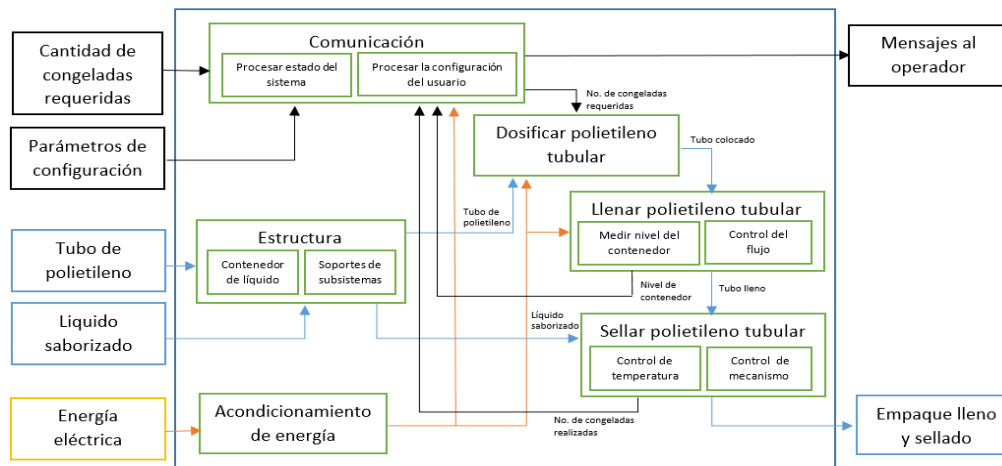 Cantidad de
congeladas
requeridas
Parámetros de
configuración
Tubo de
polietileno
Liquido
saborizado
Energía
eléctrica
Comunicación
Procesar estado del
sistema
Procesar la configuración
del usuario
No. de congeladas
requeridas
Dosificar polietileno
tubular
Tubo colocado
Tubo de
polietileno
Estructura
Contenedor
de líquido
Soportes de
subsistemas
Llenar polietileno tubular
Medir nivel del
contenedor
Control del
flujo
Nivel de
contenedor
Tubo lleno
Líquido
saborizado
Sellar polietileno tubular
Control de
temperatura
Control de
mecanismo
No. de congeladas
realizadas
Acondicionamiento
de energía
Mensajes al
operador
Empaque lleno
y sellado